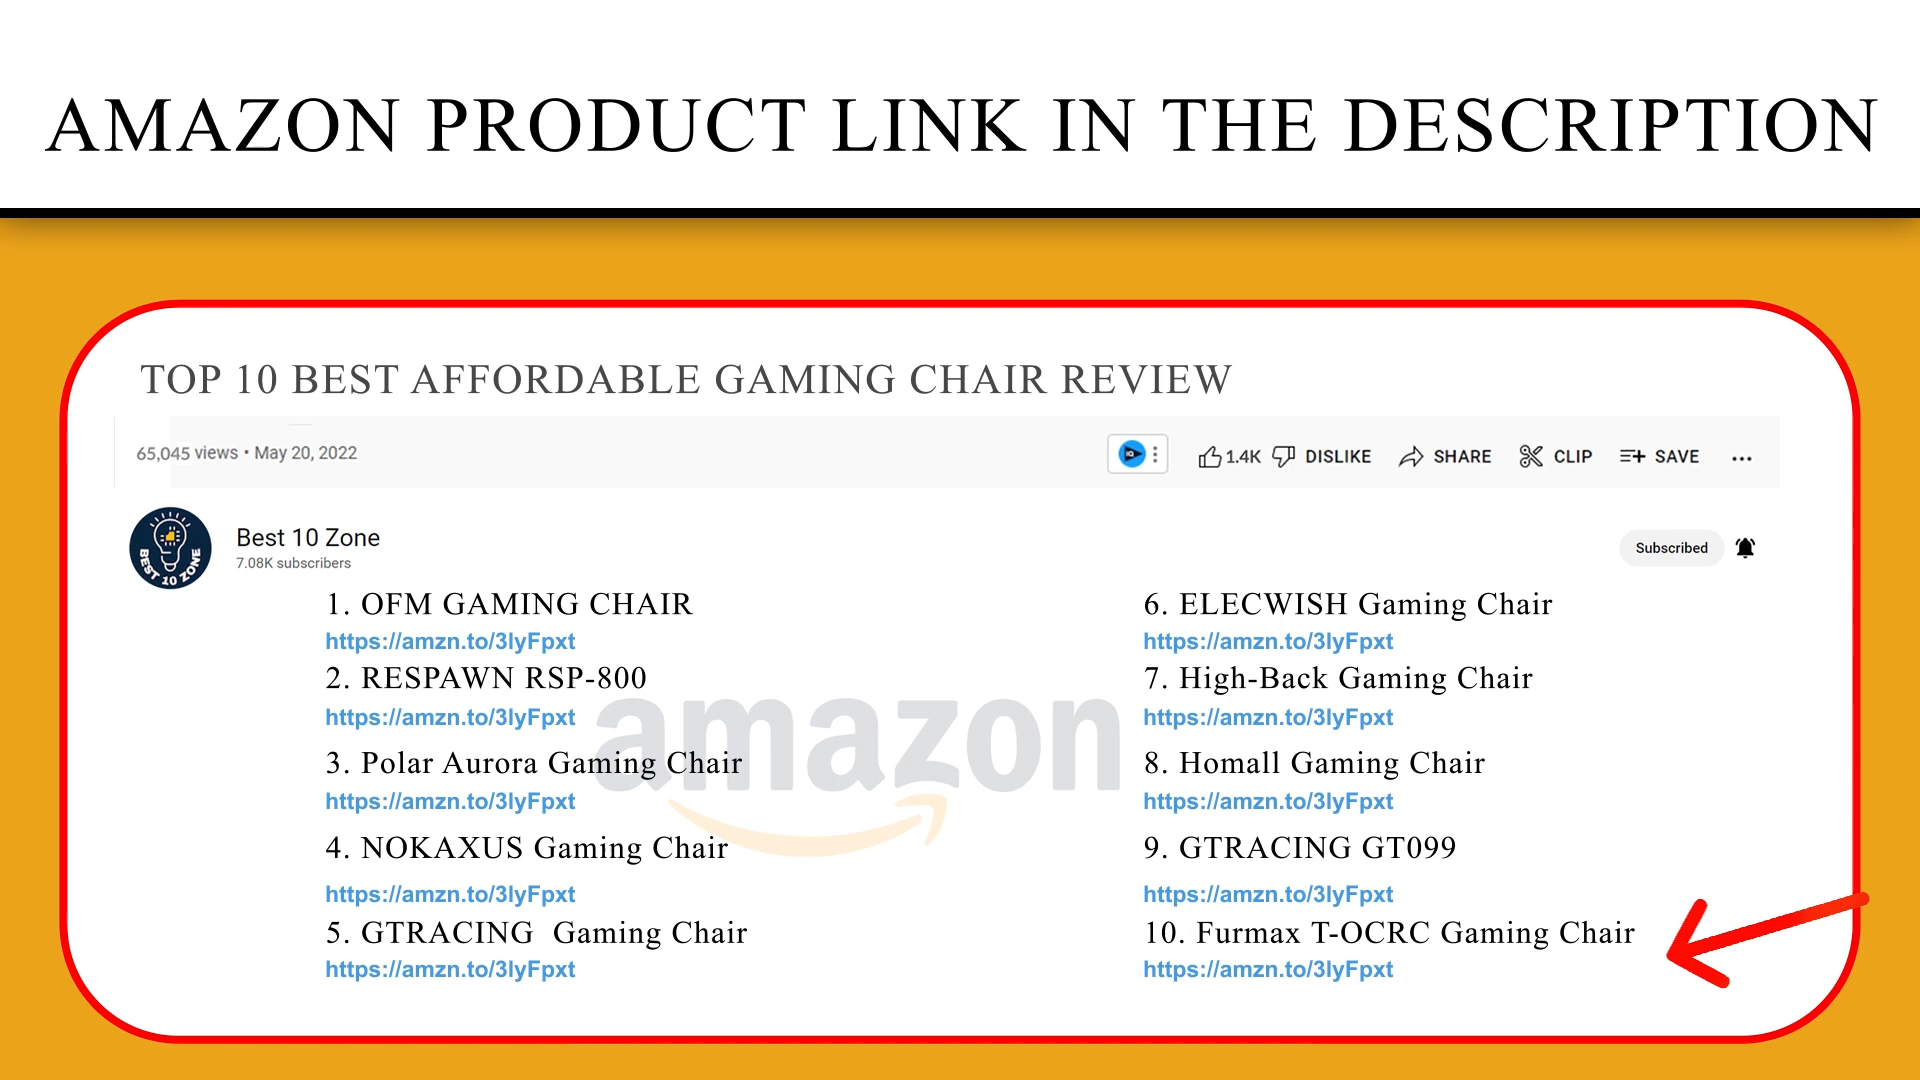 AMAZON PRODUCT LINK IN THE DESCRIPTION
TOP 10 BEST AFFORDABLE GAMING CHAIR REVIEW
65,045 views • May 20, 2022
1.4K DISLIKE SHARE CLIP SAVE ...
BEST 10 ZONE
Best 10 Zone
7.08K subscribers
Subscribed
1. OFM GAMING CHAIR
https://amzn.to/3lyFpxt
2. RESPAWN RSP-800
https://amzn.to/3lyFpxt
3. Polar Aurora Gaming Chair
https://amzn.to/3lyFpxt
4. NOKAXUS Gaming Chair
https://amzn.to/3lyFpxt
5. GTRACING  Gaming Chair
https://amzn.to/3lyFpxt
amazon
6. ELECWISH Gaming Chair
https://amzn.to/3lyFpxt
7. High-Back Gaming Chair
https://amzn.to/3lyFpxt
8. Homall Gaming Chair
https://amzn.to/3lyFpxt
9. GTRACING GT099
https://amzn.to/3lyFpxt
10. Furmax T-OCRC Gaming Chair
https://amzn.to/3lyFpxt